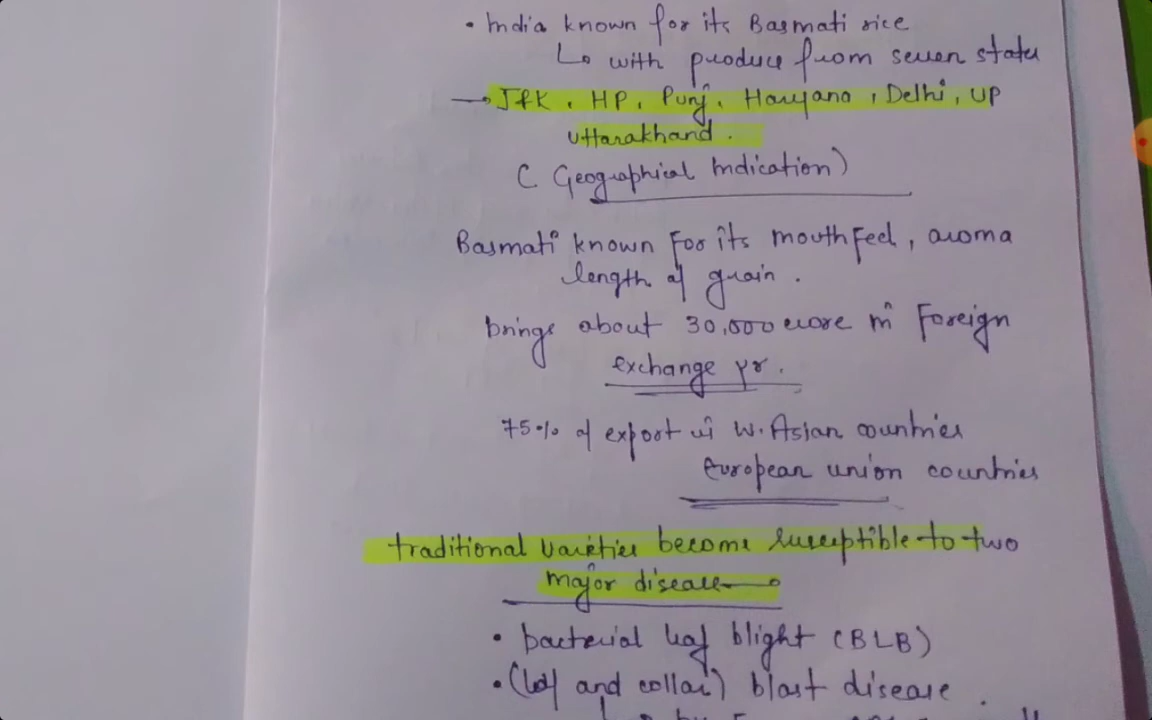 • India known for its Basmati rice
↳ with produce from seven states
→ J&K, HP, Punj, Haryana, Delhi, UP
Uttarakhand.
(Geographical Indication)
Basmati known for its mouthfeel, aroma
length of grain.
brings about 30,000 crore in Foreign
exchange yr.
75% of export in W. Asian countries
European union countries
traditional varieties become susceptible to two
major disease →
• bacterial leaf blight (BLB)
• (leaf and collar) blast disease.
by